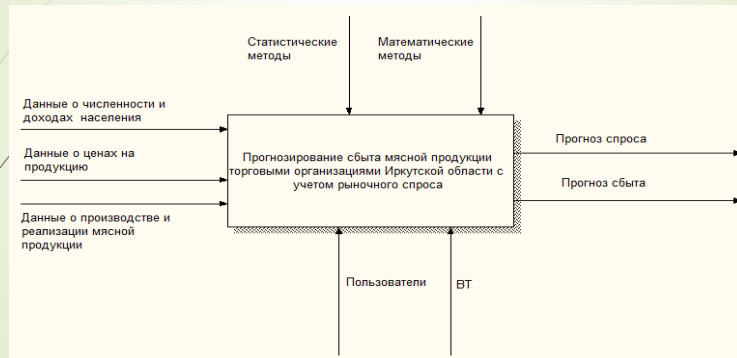 Статистические
методы
Математические
методы
Данные о численности и
доходах населения
Данные о ценах на
продукцию
Данные о производстве и
реализации мясной
продукции
Прогнозирование сбыта мясной продукции
торговыми организациями Иркутской области с
учетом рыночного спроса
Прогноз спроса
Прогноз сбыта
Пользователи
ВТ